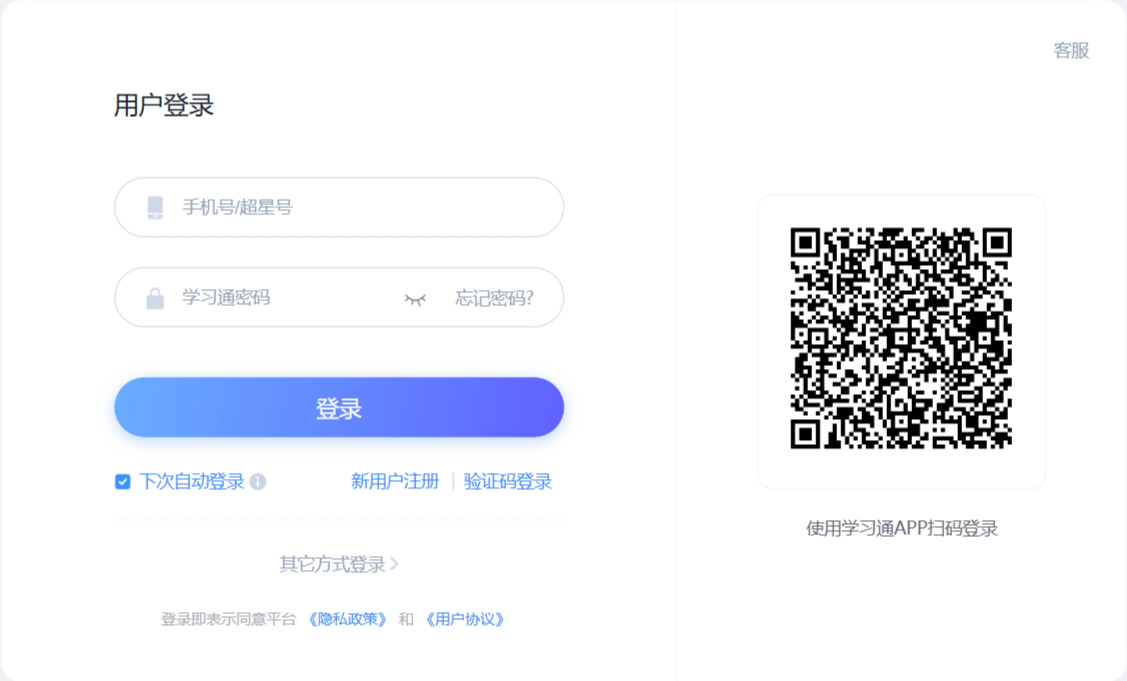 客服
用户登录
手机号/超星号
学习通密码 忘记密码?
登录
下次自动登录 新用户注册 | 验证码登录
使用学习通APP扫码登录
其它方式登录
登录即表示同意平台 《隐私政策》 和 《用户协议》